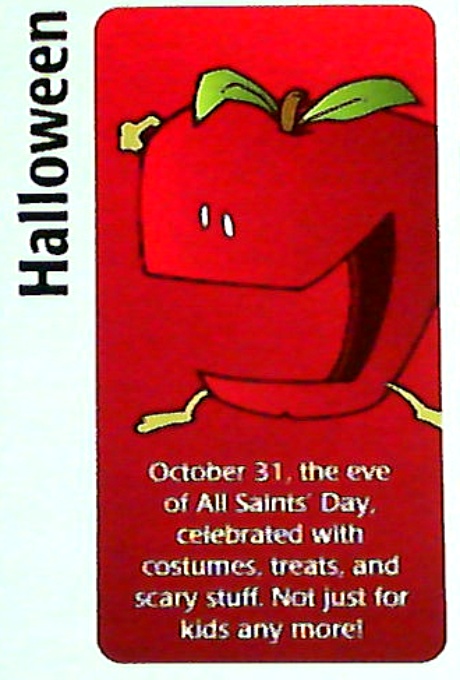 Halloween
October 31, the eve
of All Saints' Day,
celebrated with
costumes, treats, and
scary stuff. Not just for
kids any more!